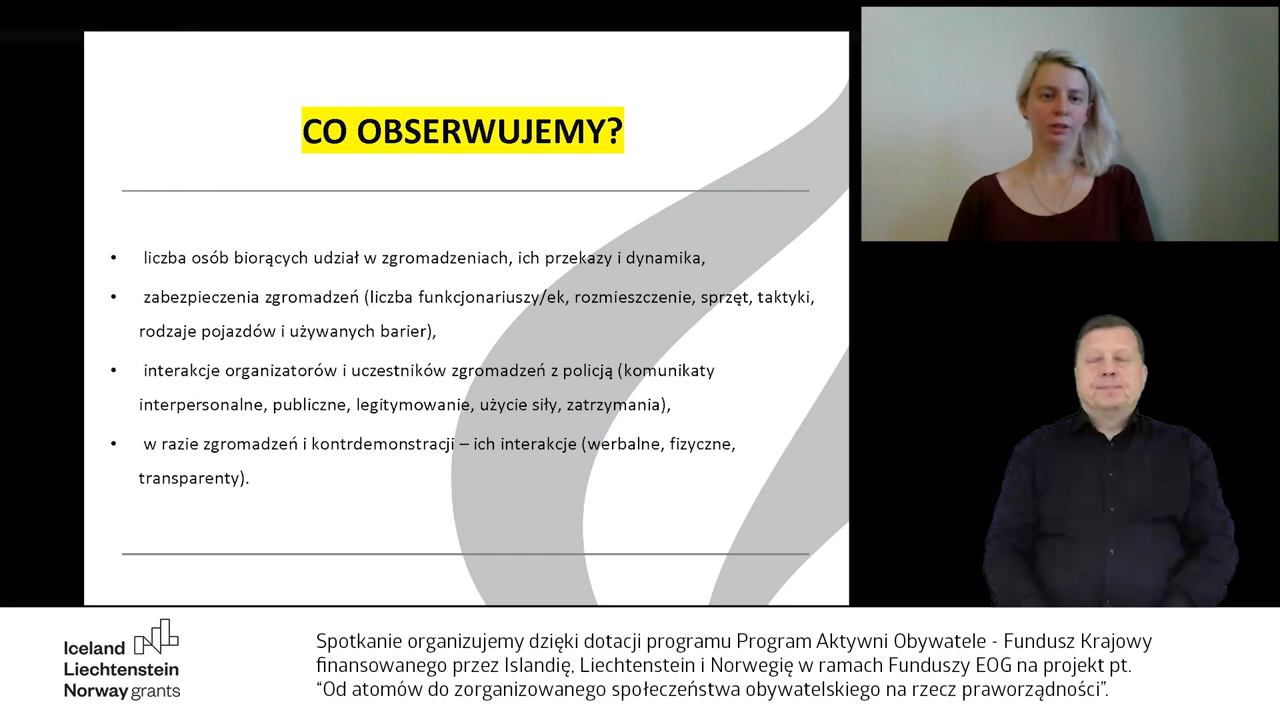 CO OBSERWUJEMY?
• liczba osób biorących udział w zgromadzeniach, ich przekazy i dynamika,
• zabezpieczenia zgromadzeń (liczba funkcjonariuszy/ek, rozmieszczenie, sprzęt, taktyki,
rodzaje pojazdów i używanych barier),
• interakcje organizatorów i uczestników zgromadzeń z policją (komunikaty
interpersonalne, publiczne, legitymowanie, użycie siły, zatrzymania),
• w razie zgromadzeń i kontrdemonstracji – ich interakcje (werbalne, fizyczne,
transparenty).
Iceland
Liechtenstein
Norway grants
Spotkanie organizujemy dzięki dotacji programu Program Aktywni Obywatele - Fundusz Krajowy
finansowanego przez Islandię, Liechtenstein i Norwegię w ramach Funduszy EOG na projekt pt.
“Od atomów do zorganizowanego społeczeństwa obywatelskiego na rzecz praworządności”.